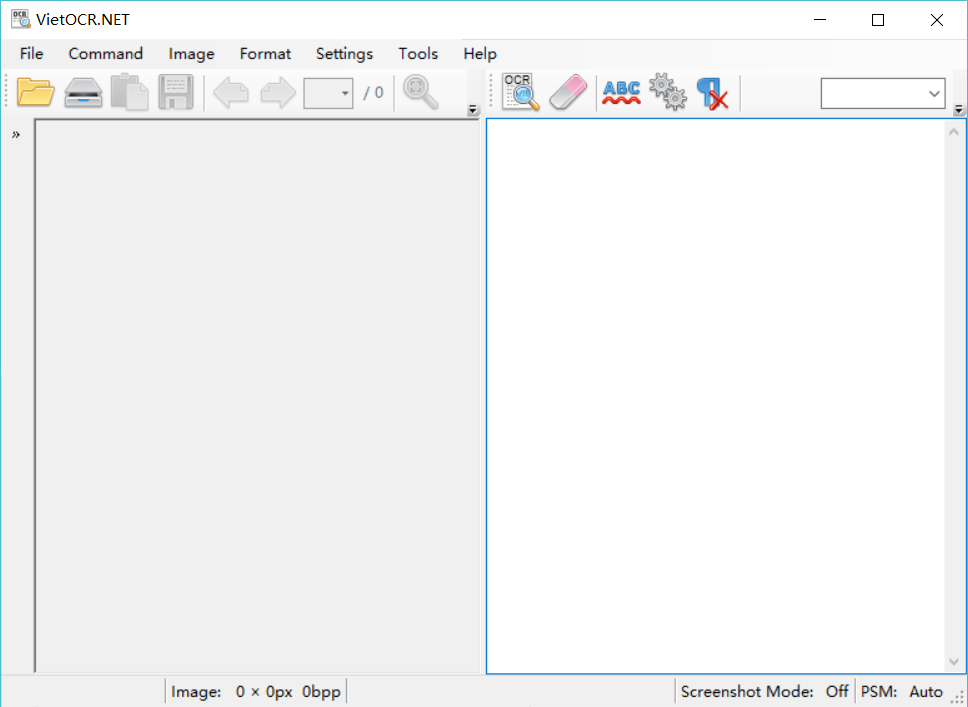 VietOCR.NET
File Command Image Format Settings Tools Help
/ 0
OCR
ABC
»
Image: 0 × 0px 0bpp
Screenshot Mode: Off PSM: Auto